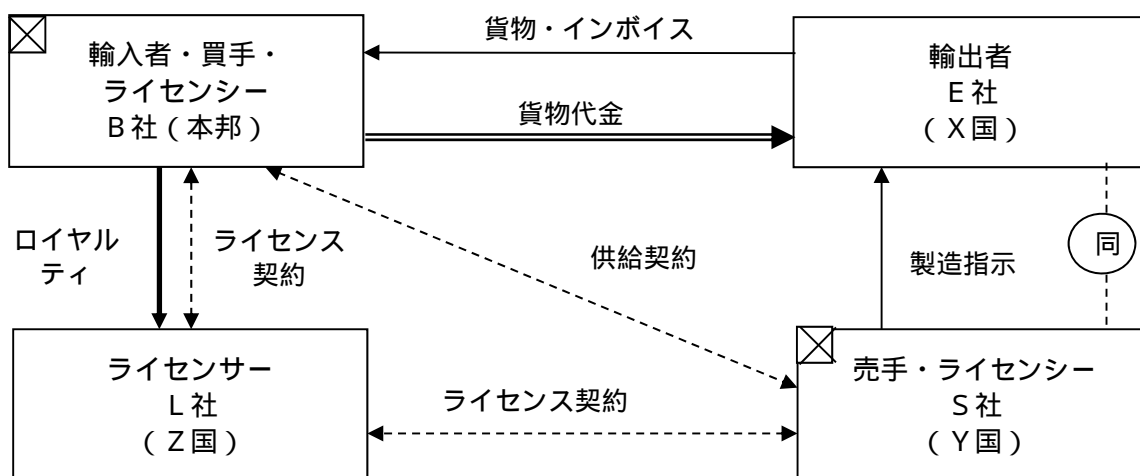 輸入者・買手・
ライセンシー
B社(本邦)
貨物・インボイス
貨物代金
輸出者
E社
(X国)
ロイヤル
ティ
ライセンス
契約
供給契約
製造指示
同
ライセンサー
L社
(Z国)
ライセンス契約
売手・ライセンシー
S社
(Y国)